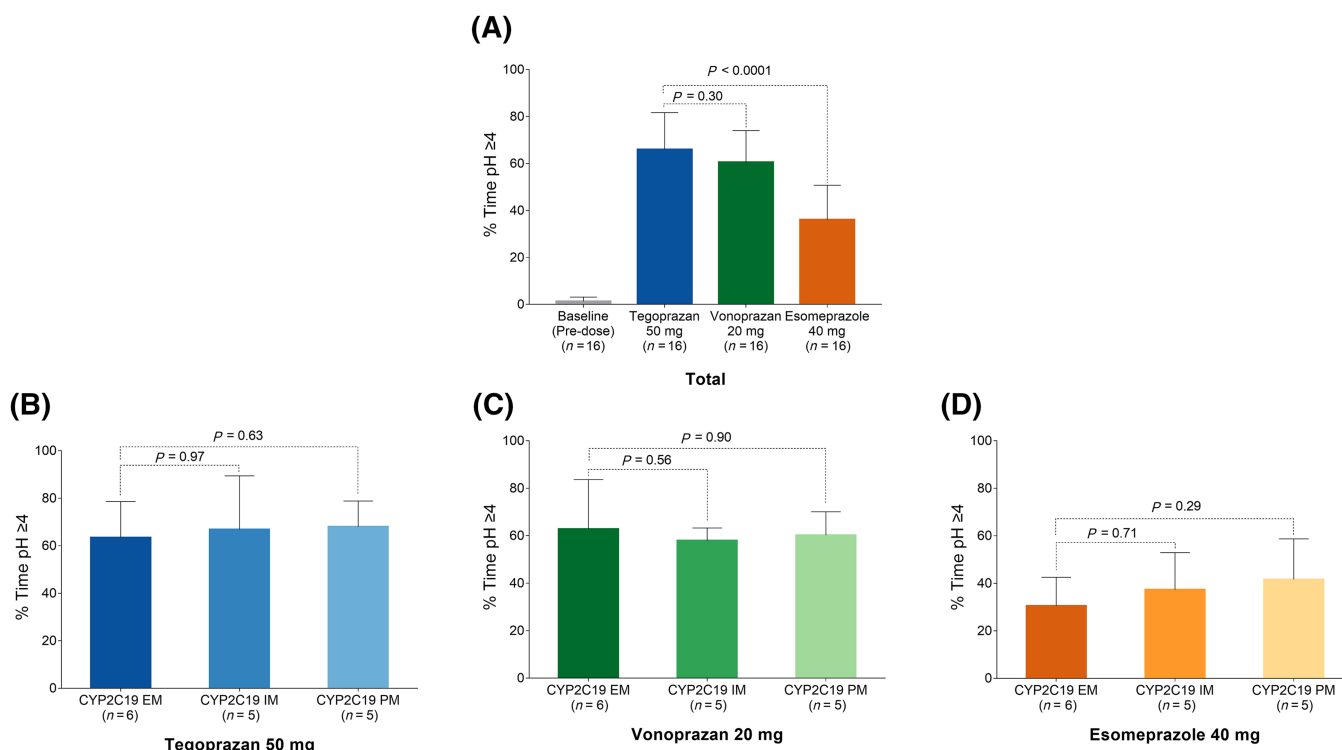 (A)
% Time pH ≥4
100
80
60
40
20
0
P < 0.0001
P = 0.30
Baseline Tegoprazan Vonoprazan Esomeprazole
(Pre-dose) 50 mg 20 mg 40 mg
(n = 16) (n = 16) (n = 16) (n = 16)
Total
(B)
% Time pH ≥4
100
80
60
40
20
0
P = 0.63
P = 0.97
CYP2C19 EM CYP2C19 IM CYP2C19 PM
(n = 6) (n = 5) (n = 5)
Tegoprazan 50 mg
(C)
% Time pH ≥4
100
80
60
40
20
0
P = 0.90
P = 0.56
CYP2C19 EM CYP2C19 IM CYP2C19 PM
(n = 6) (n = 5) (n = 5)
Vonoprazan 20 mg
(D)
% Time pH ≥4
100
80
60
40
20
0
P = 0.29
P = 0.71
CYP2C19 EM CYP2C19 IM CYP2C19 PM
(n = 6) (n = 5) (n = 5)
Esomeprazole 40 mg